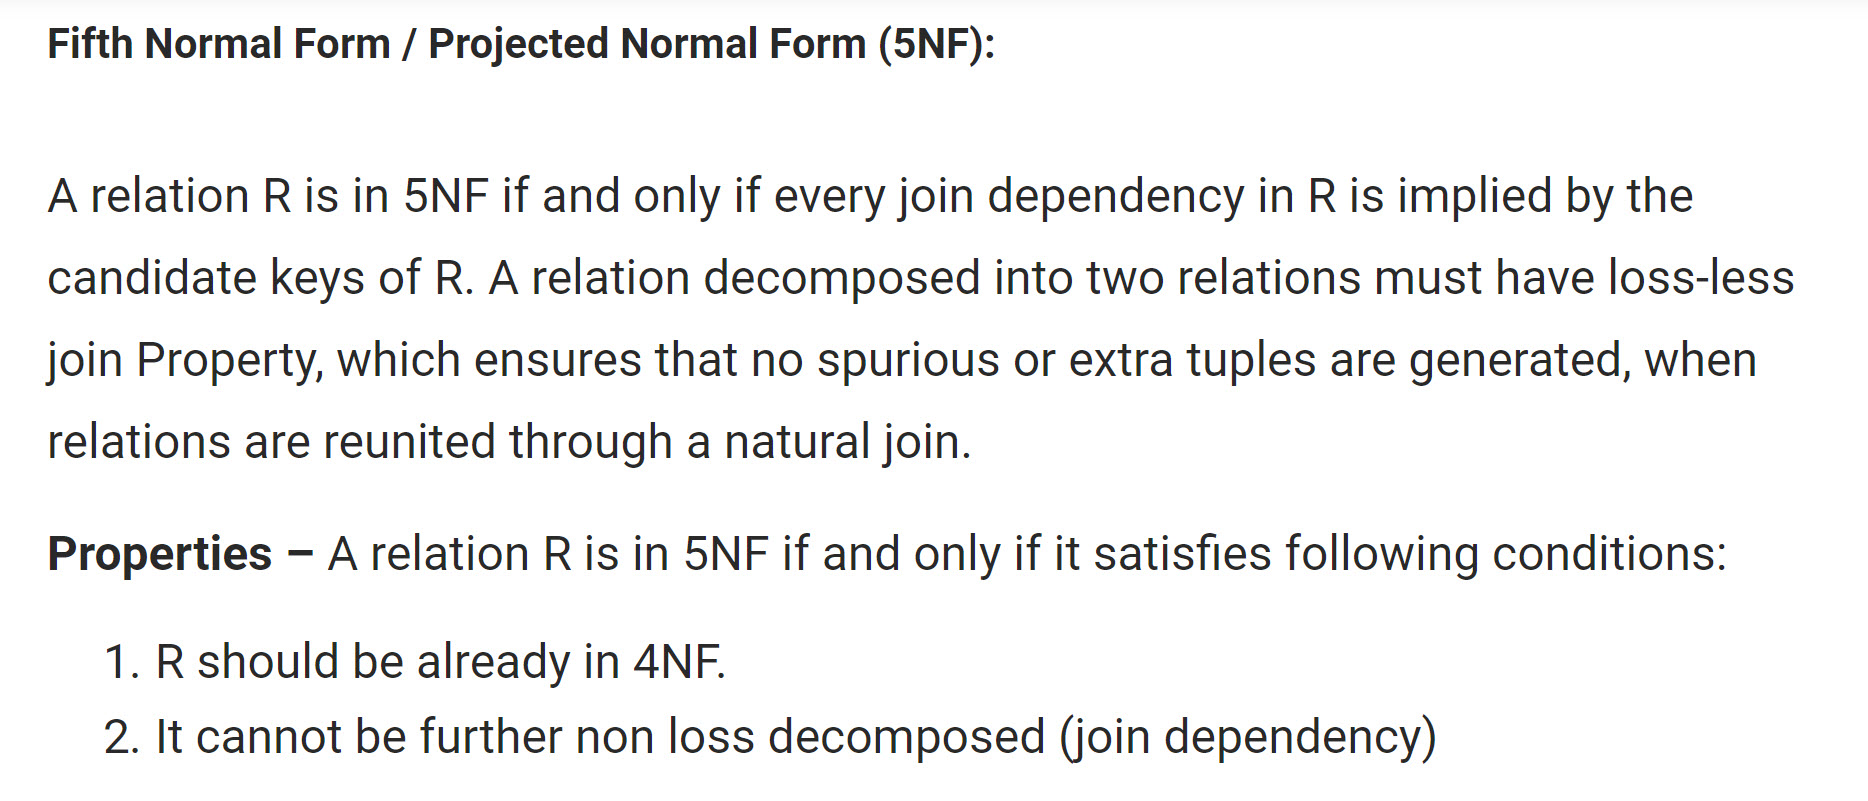 Fifth Normal Form / Projected Normal Form (5NF):
A relation R is in 5NF if and only if every join dependency in R is implied by the
candidate keys of R. A relation decomposed into two relations must have loss-less
join Property, which ensures that no spurious or extra tuples are generated, when
relations are reunited through a natural join.
Properties – A relation R is in 5NF if and only if it satisfies following conditions:
1. R should be already in 4NF.
2. It cannot be further non loss decomposed (join dependency)